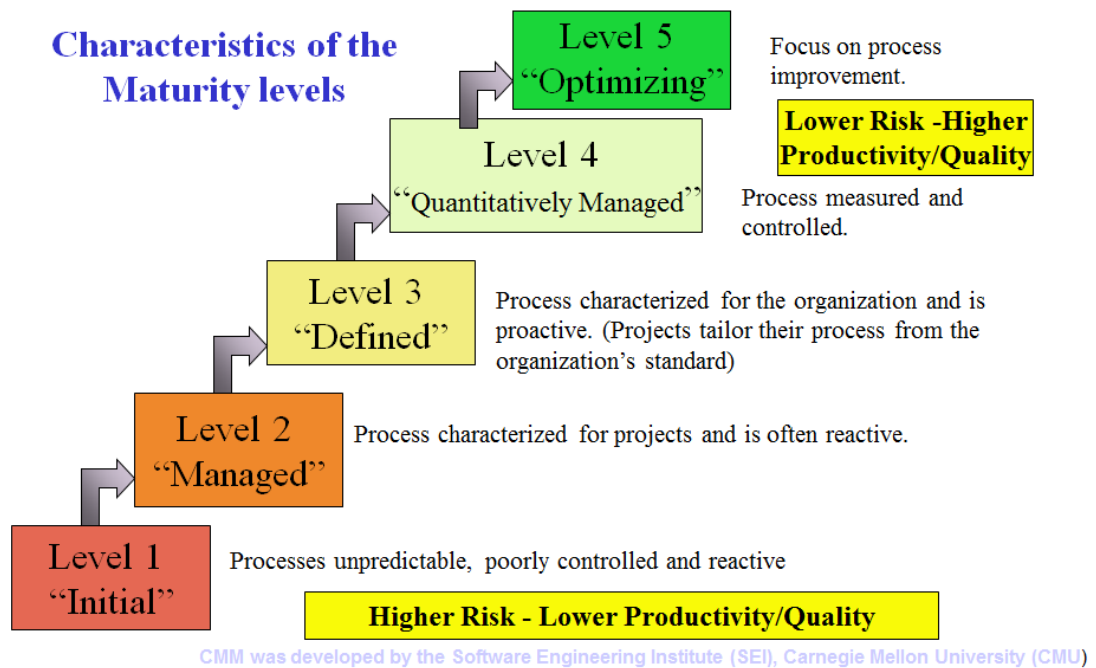 Characteristics of the
Maturity levels
Level 5
“Optimizing”
Focus on process
improvement.
Lower Risk -Higher
Productivity/Quality
Level 4
“Quantitatively Managed”
Process measured and
controlled.
Level 3
“Defined”
Process characterized for the organization and is
proactive. (Projects tailor their process from the
organization’s standard)
Level 2
“Managed”
Process characterized for projects and is often reactive.
Level 1
“Initial”
Processes unpredictable, poorly controlled and reactive
Higher Risk - Lower Productivity/Quality
CMM was developed by the Software Engineering Institute (SEI), Carnegie Mellon University (CMU)